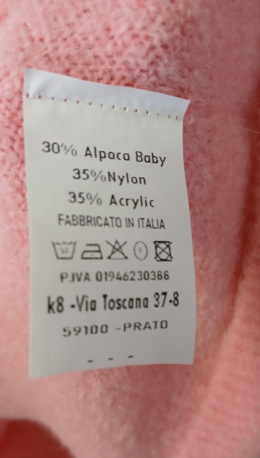 30% Alpaca Baby
35%Nylon
35% Acrylic
FABBRICATO IN ITALIA
P.IVA 01946230388
k8 -Via Toscana 37-8
59100 -PRATO
- - -